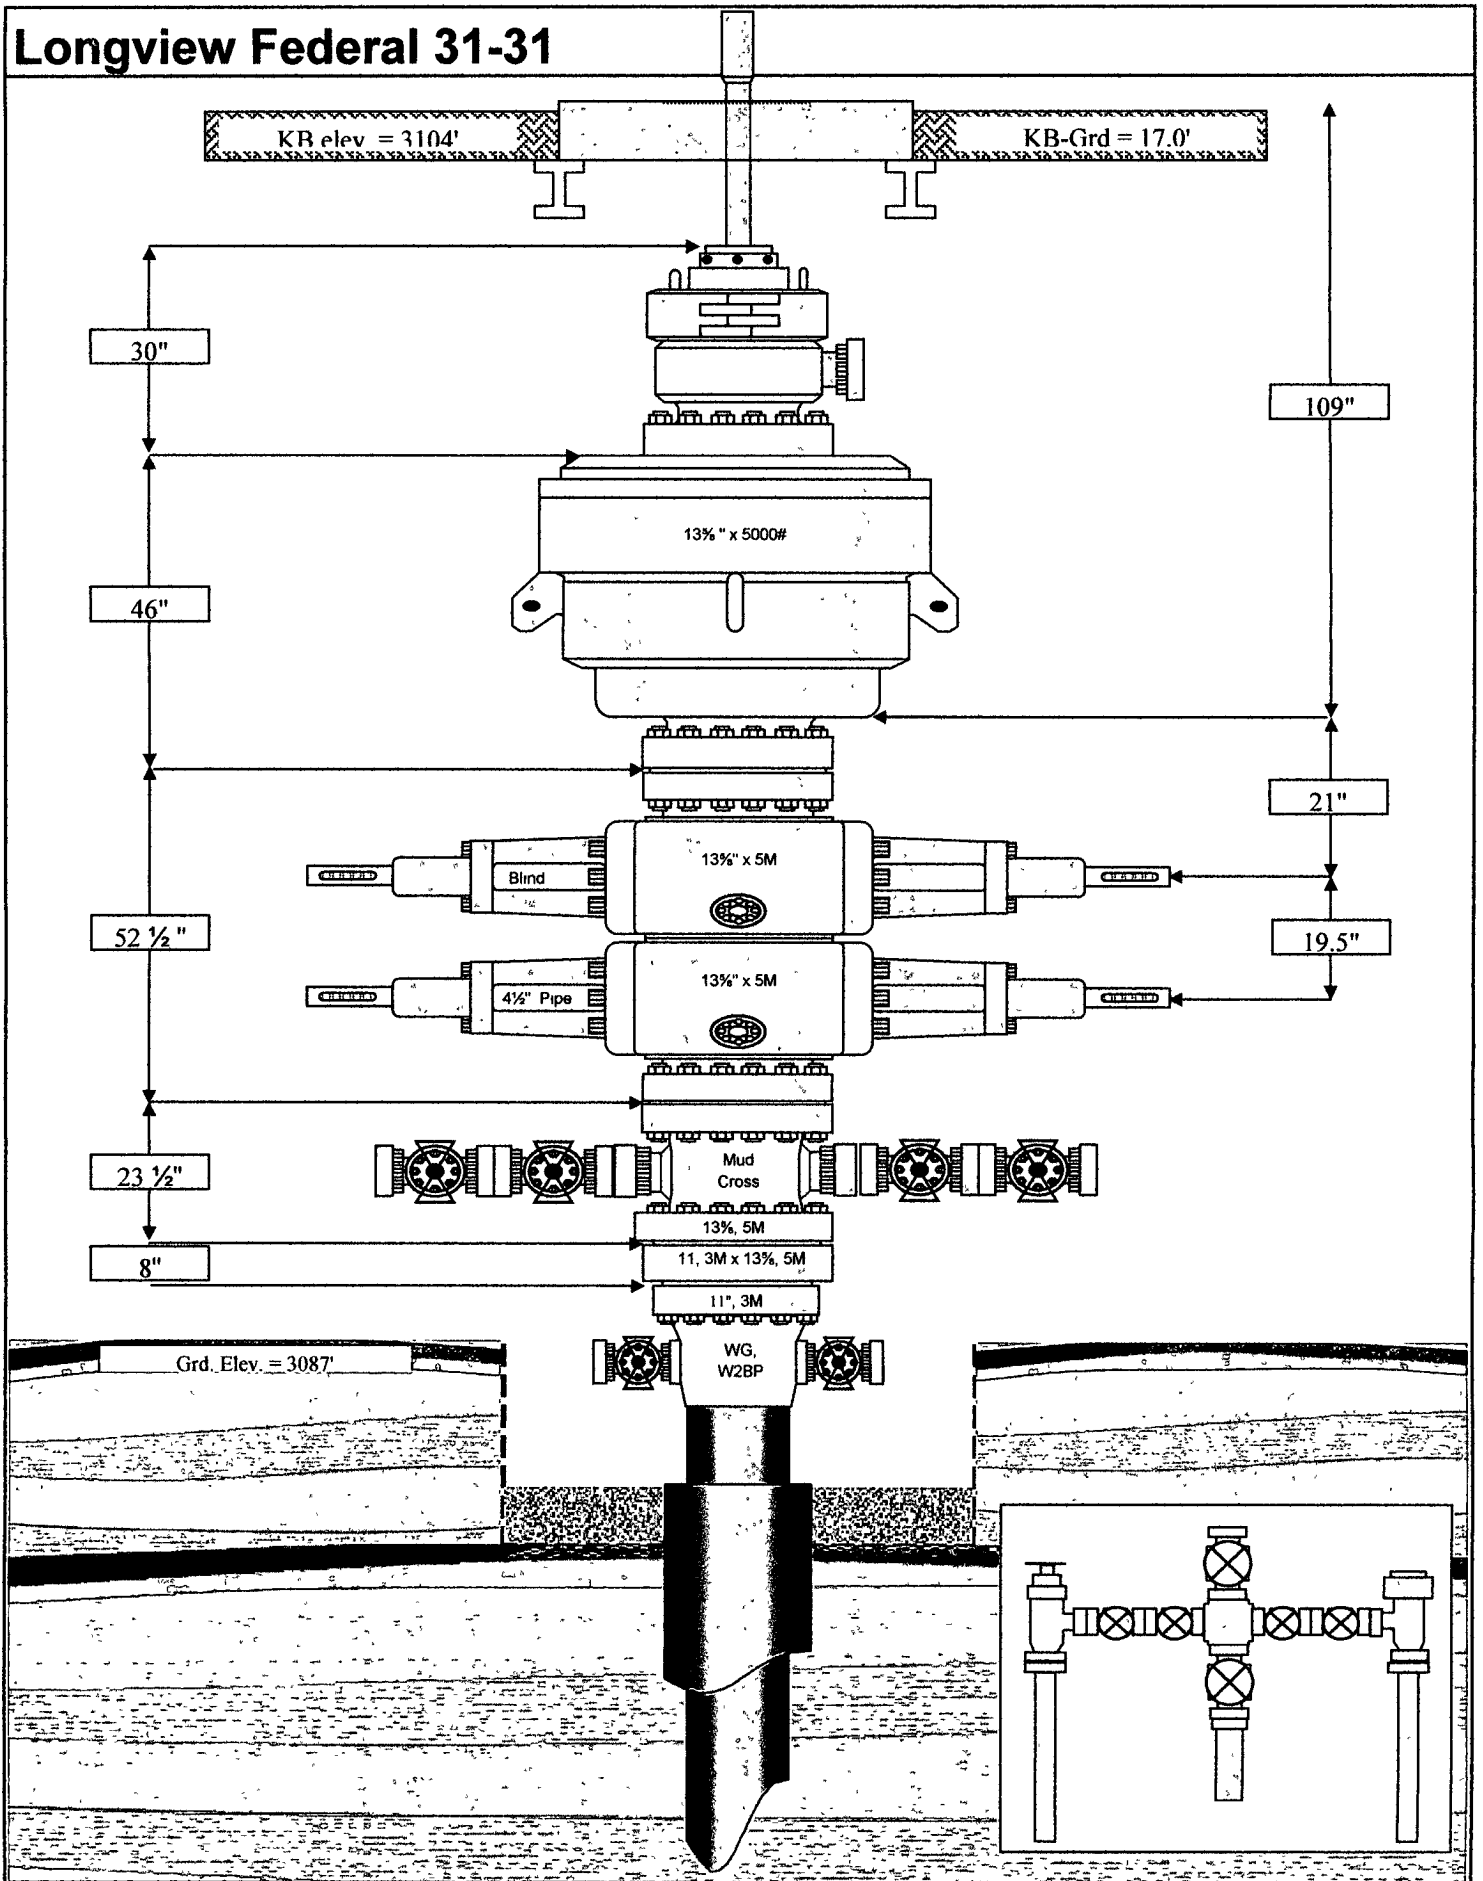 Longview Federal 31-31
KB elev. = 3104'
KB-Grd = 17.0'
30"
109"
13⅝ " x 5000#
46"
21"
13⅝" x 5M
Blind
52 ½ "
19.5"
13⅝" x 5M
4½" Pipe
Mud
Cross
23 ½"
13⅝, 5M
11, 3M x 13⅝, 5M
8"
11", 3M
Grd. Elev. = 3087'
WG,
W2BP